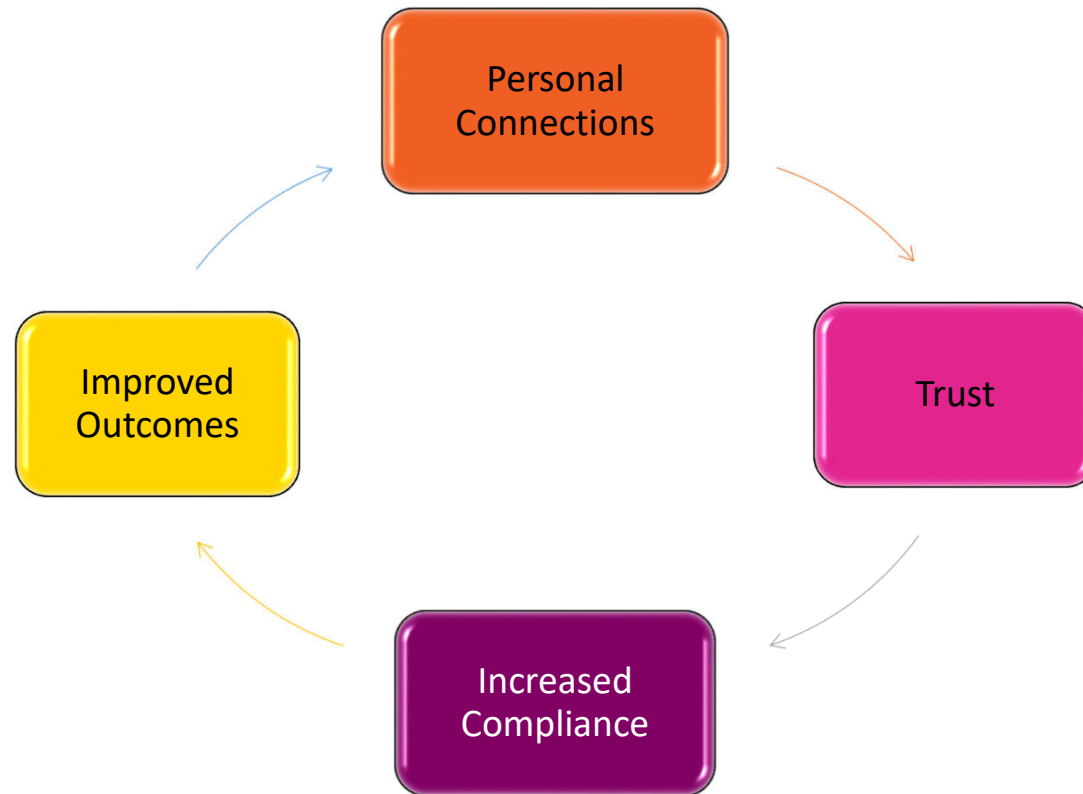 Personal
Connections
Trust
Increased
Compliance
Improved
Outcomes